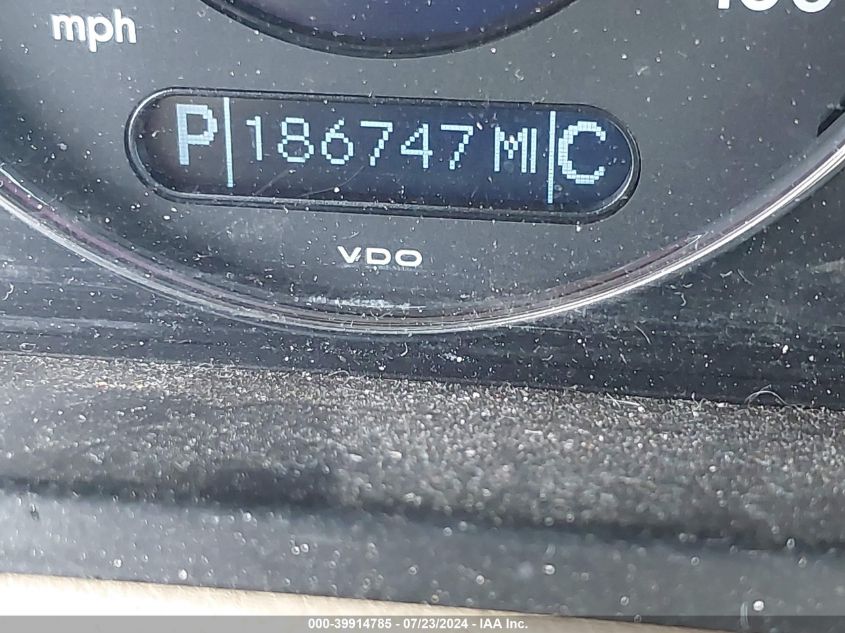 mph
P 186747 MI C
VDO
000-39914785 - 07/23/2024 - IAA Inc.